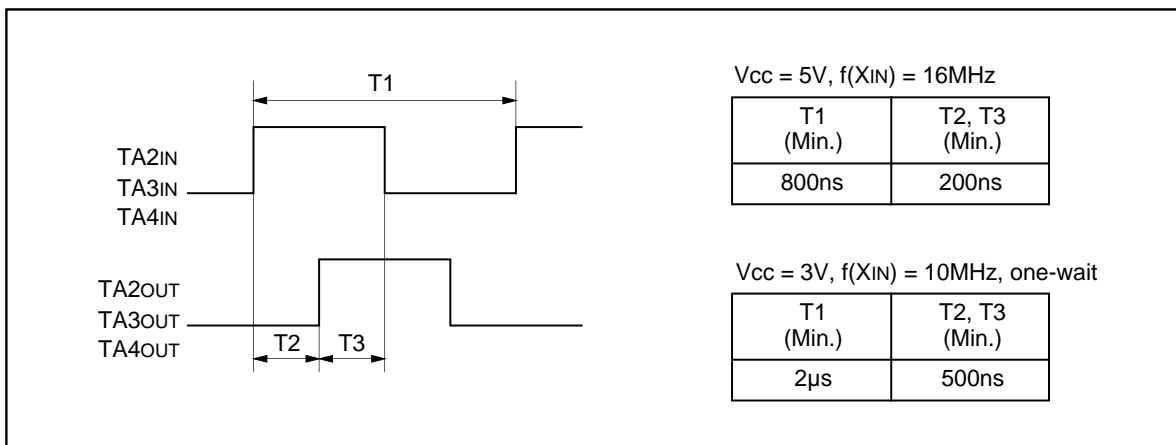 T1
TA2IN
TA3IN
TA4IN
TA2OUT
TA3OUT
TA4OUT
T2 T3
Vcc = 5V, f(XIN) = 16MHz
T1 (Min.) T2, T3 (Min.)
800ns 200ns
Vcc = 3V, f(XIN) = 10MHz, one-wait
T1 (Min.) T2, T3 (Min.)
2μs 500ns